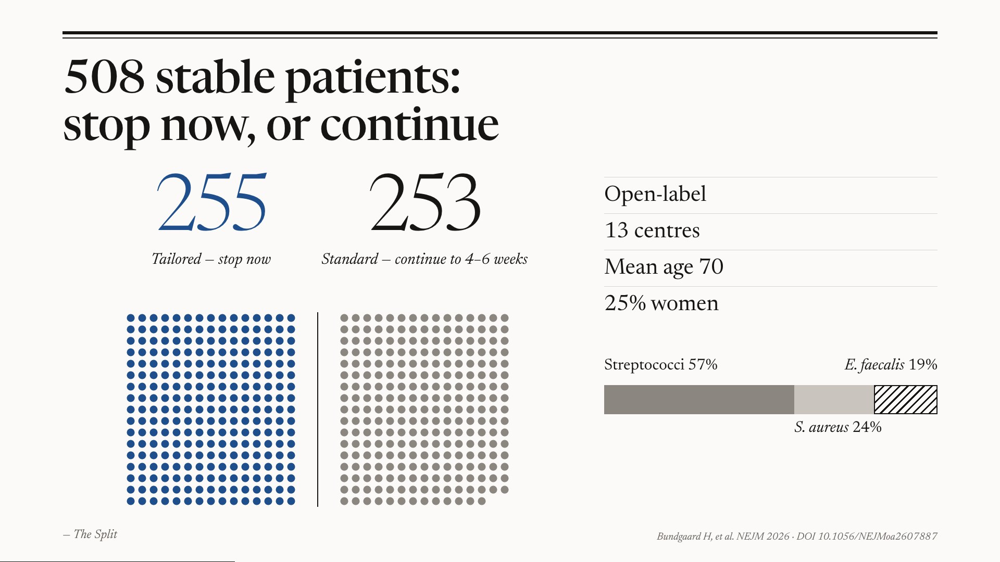 508 stable patients:
stop now, or continue
255
Tailored – stop now
253
Standard – continue to 4–6 weeks
Open-label
13 centres
Mean age 70
25% women
Streptococci 57%
E. faecalis 19%
S. aureus 24%
– The Split
Bundgaard H, et al. NEJM 2026 · DOI 10.1056/NEJMoa2607887